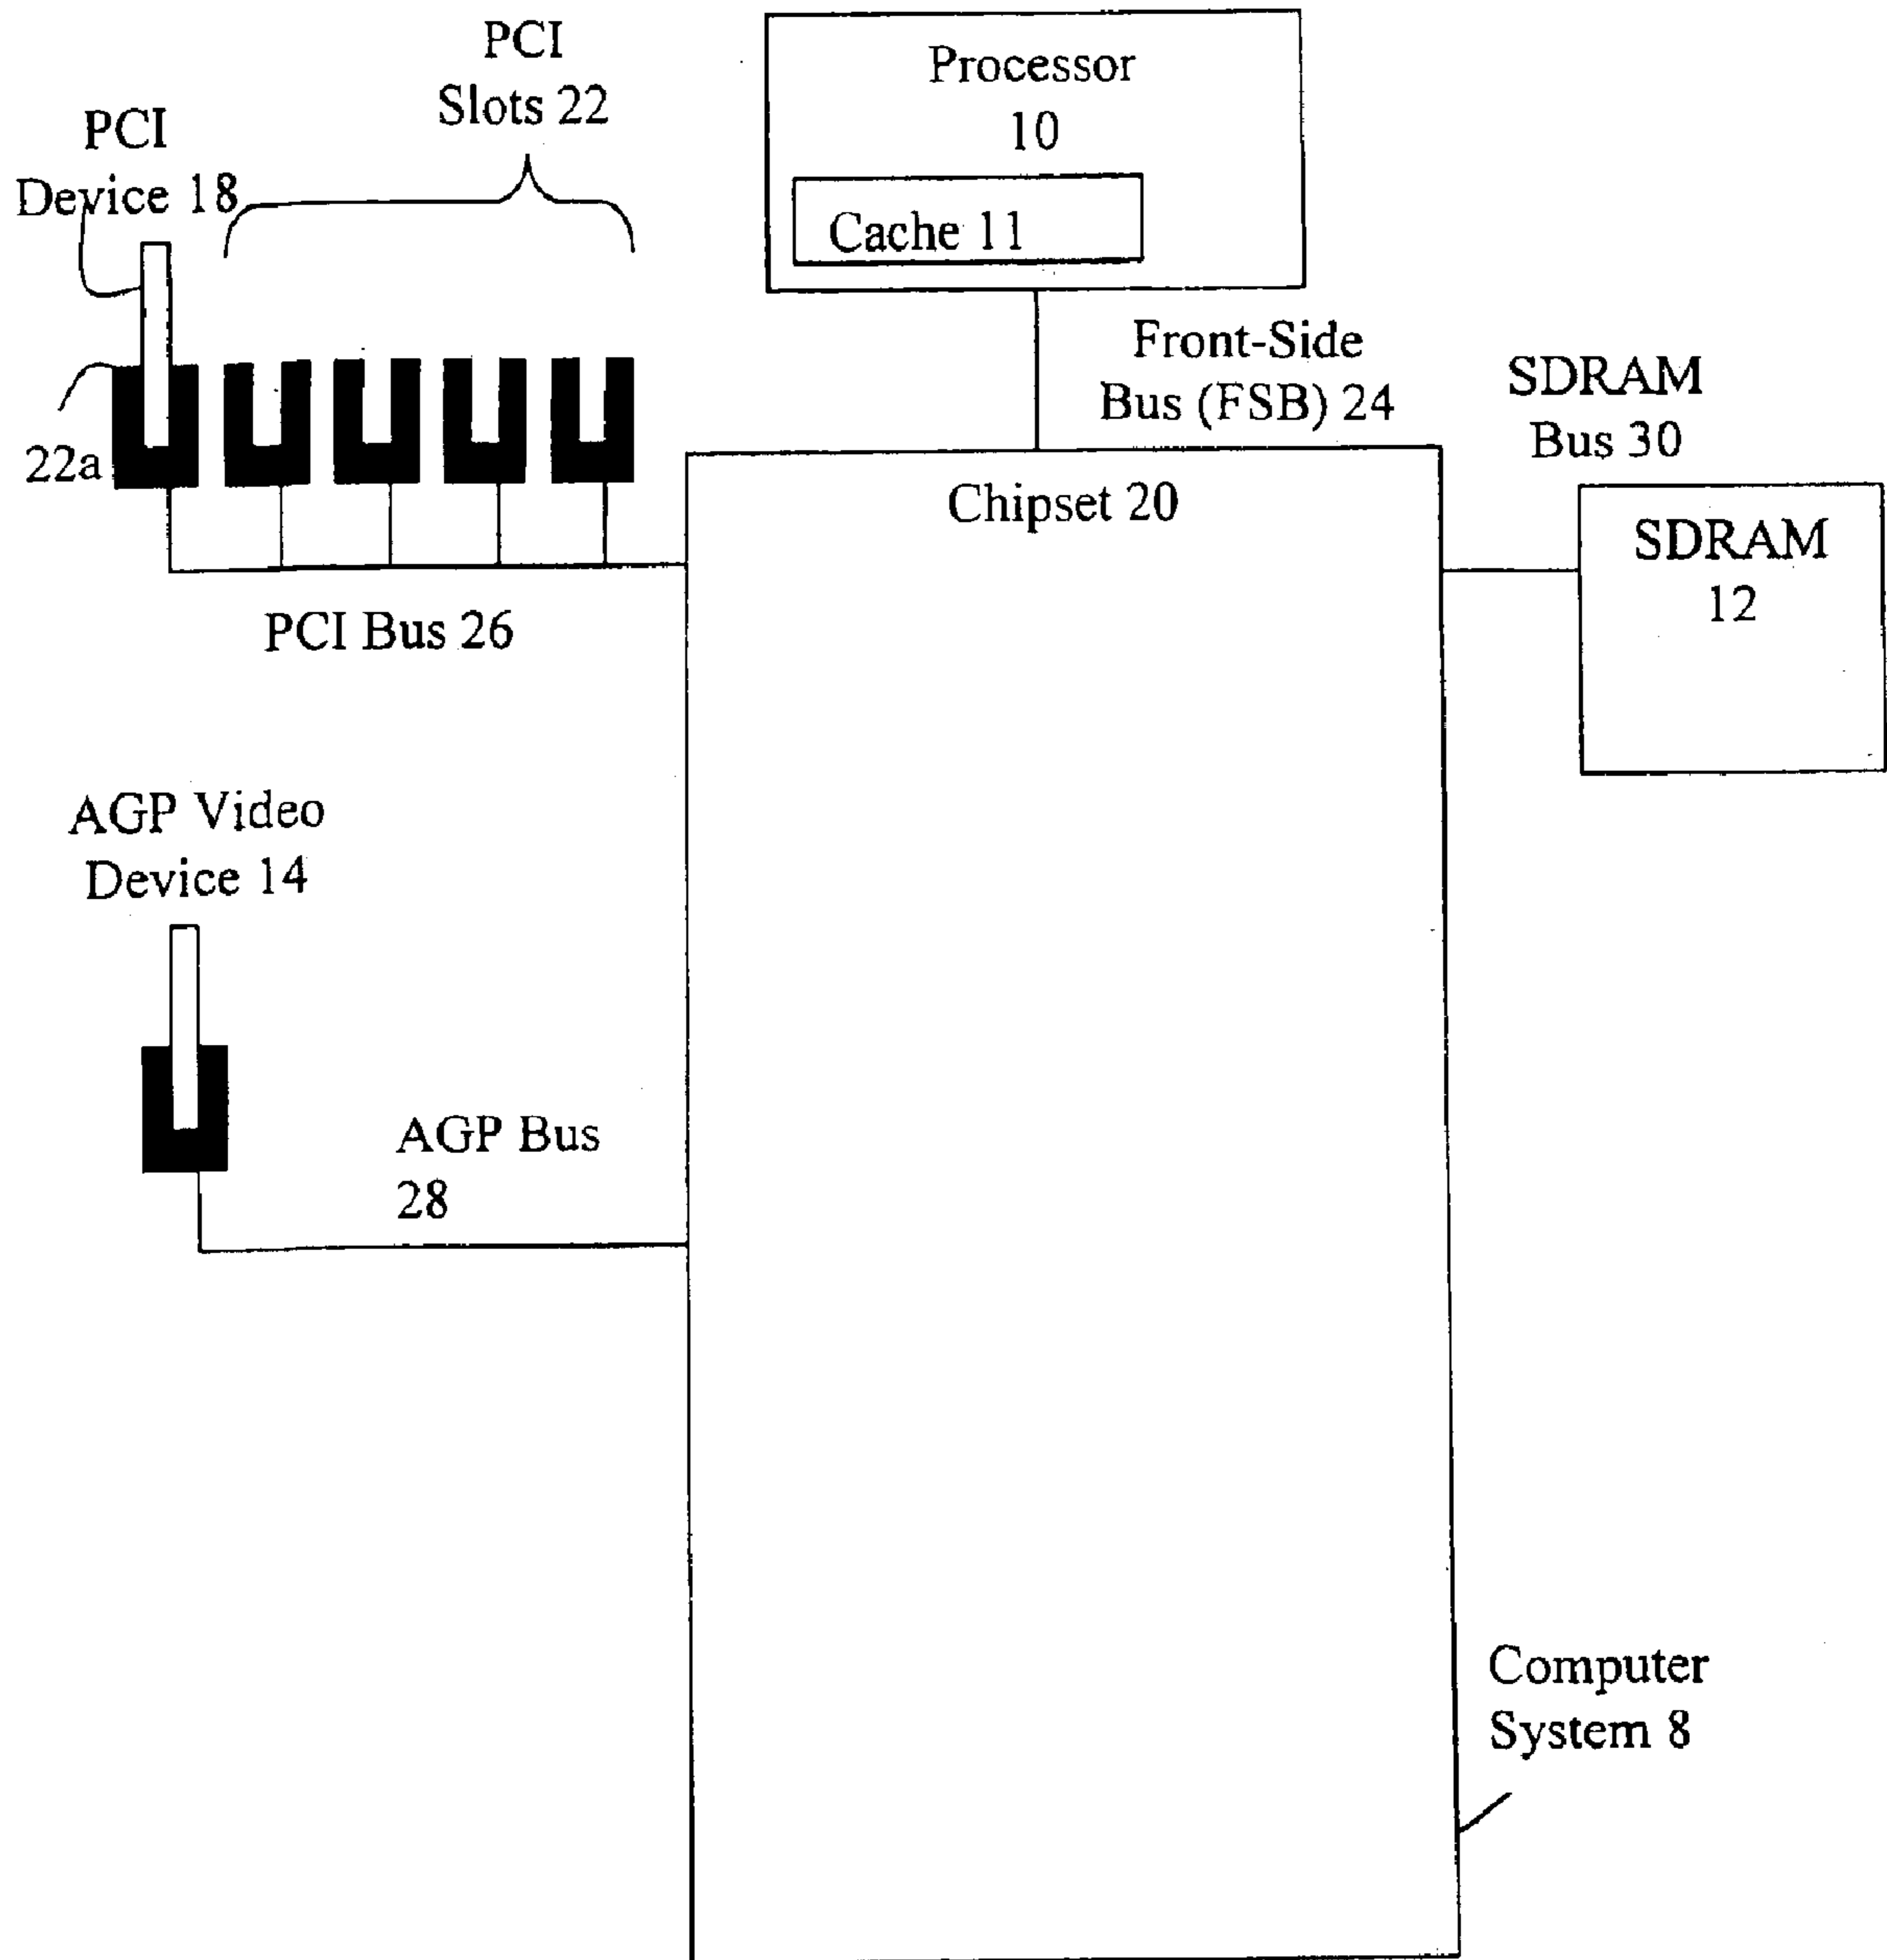 PCI
Slots 22
PCI
Device 18
22a
PCI Bus 26
Processor
10
Cache 11
Front-Side
Bus (FSB) 24
SDRAM
Bus 30
Chipset 20
SDRAM
12
AGP Video
Device 14
AGP Bus
28
Computer
System 8